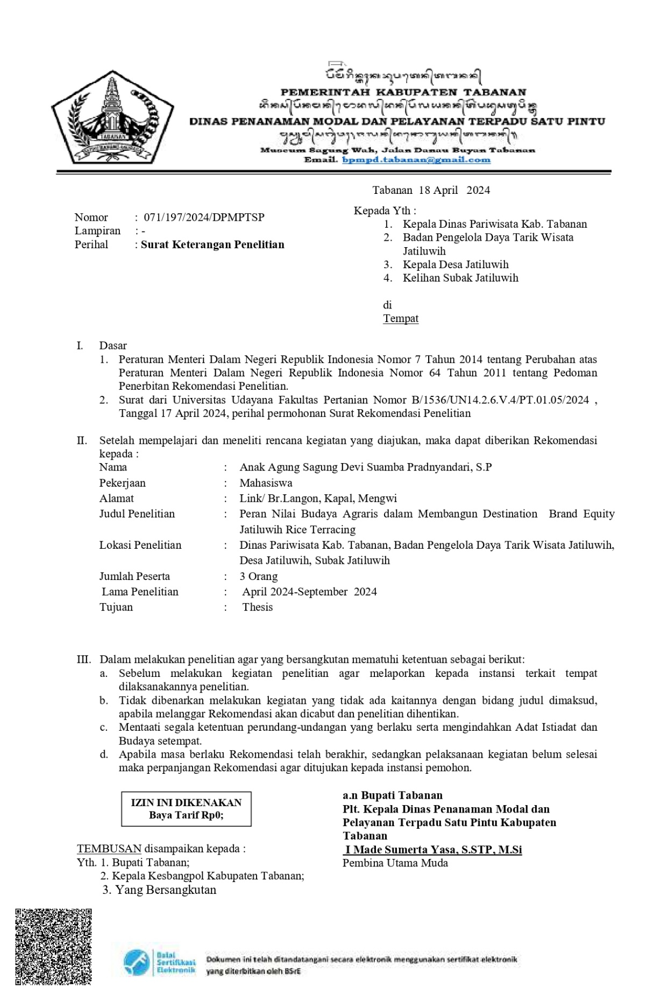 PEMERINTAH KABUPATEN TABANAN
DINAS PENANAMAN MODAL DAN PELAYANAN TERPADU SATU PINTU
Museum Sagung Wah, Jalan Danau Buyan Tabanan
Email. bpmpd.tabanan@gmail.com
TABANAN
Tabanan 18 April 2024
Nomor : 071/197/2024/DPMPTSP
Lampiran : -
Perihal : Surat Keterangan Penelitian
Kepada Yth :
1. Kepala Dinas Pariwisata Kab. Tabanan
2. Badan Pengelola Daya Tarik Wisata
Jatiluwih
3. Kepala Desa Jatiluwih
4. Kelihan Subak Jatiluwih
di
Tempat
I. Dasar
1. Peraturan Menteri Dalam Negeri Republik Indonesia Nomor 7 Tahun 2014 tentang Perubahan atas
Peraturan Menteri Dalam Negeri Republik Indonesia Nomor 64 Tahun 2011 tentang Pedoman
Penerbitan Rekomendasi Penelitian.
2. Surat dari Universitas Udayana Fakultas Pertanian Nomor B/1536/UN14.2.6.V.4/PT.01.05/2024 ,
Tanggal 17 April 2024, perihal permohonan Surat Rekomendasi Penelitian
II. Setelah mempelajari dan meneliti rencana kegiatan yang diajukan, maka dapat diberikan Rekomendasi
kepada :
Nama : Anak Agung Sagung Devi Suamba Pradnyandari, S.P
Pekerjaan : Mahasiswa
Alamat : Link/ Br.Langon, Kapal, Mengwi
Judul Penelitian : Peran Nilai Budaya Agraris dalam Membangun Destination Brand Equity
Jatiluwih Rice Terracing
Lokasi Penelitian : Dinas Pariwisata Kab. Tabanan, Badan Pengelola Daya Tarik Wisata Jatiluwih,
Desa Jatiluwih, Subak Jatiluwih
Jumlah Peserta : 3 Orang
Lama Penelitian : April 2024-September 2024
Tujuan : Thesis
III. Dalam melakukan penelitian agar yang bersangkutan mematuhi ketentuan sebagai berikut:
a. Sebelum melakukan kegiatan penelitian agar melaporkan kepada instansi terkait tempat
dilaksanakannya penelitian.
b. Tidak dibenarkan melakukan kegiatan yang tidak ada kaitannya dengan bidang judul dimaksud,
apabila melanggar Rekomendasi akan dicabut dan penelitian dihentikan.
c. Mentaati segala ketentuan perundang-undangan yang berlaku serta mengindahkan Adat Istiadat dan
Budaya setempat.
d. Apabila masa berlaku Rekomendasi telah berakhir, sedangkan pelaksanaan kegiatan belum selesai
maka perpanjangan Rekomendasi agar ditujukan kepada instansi pemohon.
IZIN INI DIKENAKAN
Baya Tarif Rp0;
a.n Bupati Tabanan
Plt. Kepala Dinas Penanaman Modal dan
Pelayanan Terpadu Satu Pintu Kabupaten
Tabanan
I Made Sumerta Yasa, S.STP, M.Si
Pembina Utama Muda
TEMBUSAN disampaikan kepada :
Yth. 1. Bupati Tabanan;
2. Kepala Kesbangpol Kabupaten Tabanan;
3. Yang Bersangkutan
Balai
Sertifikasi
Elektronik
Dokumen ini telah ditandatangani secara elektronik menggunakan sertifikat elektronik
yang diterbitkan oleh BSrE